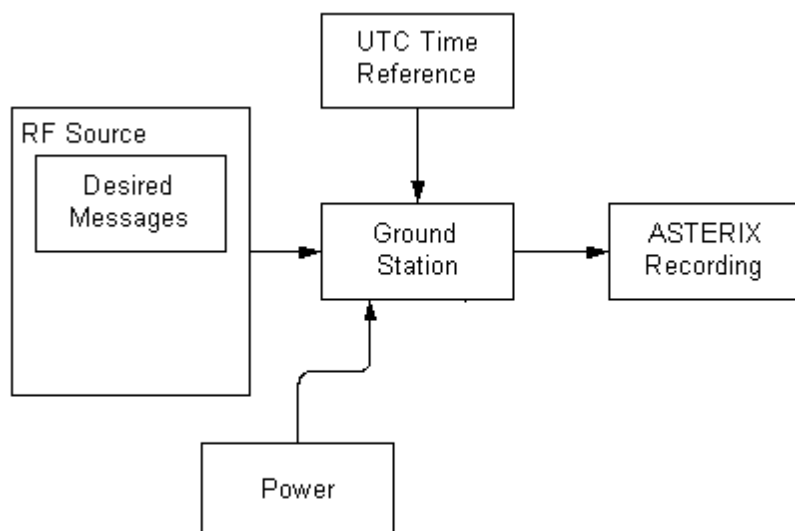 UTC Time
Reference
RF Source
Desired
Messages
Ground
Station
ASTERIX
Recording
Power